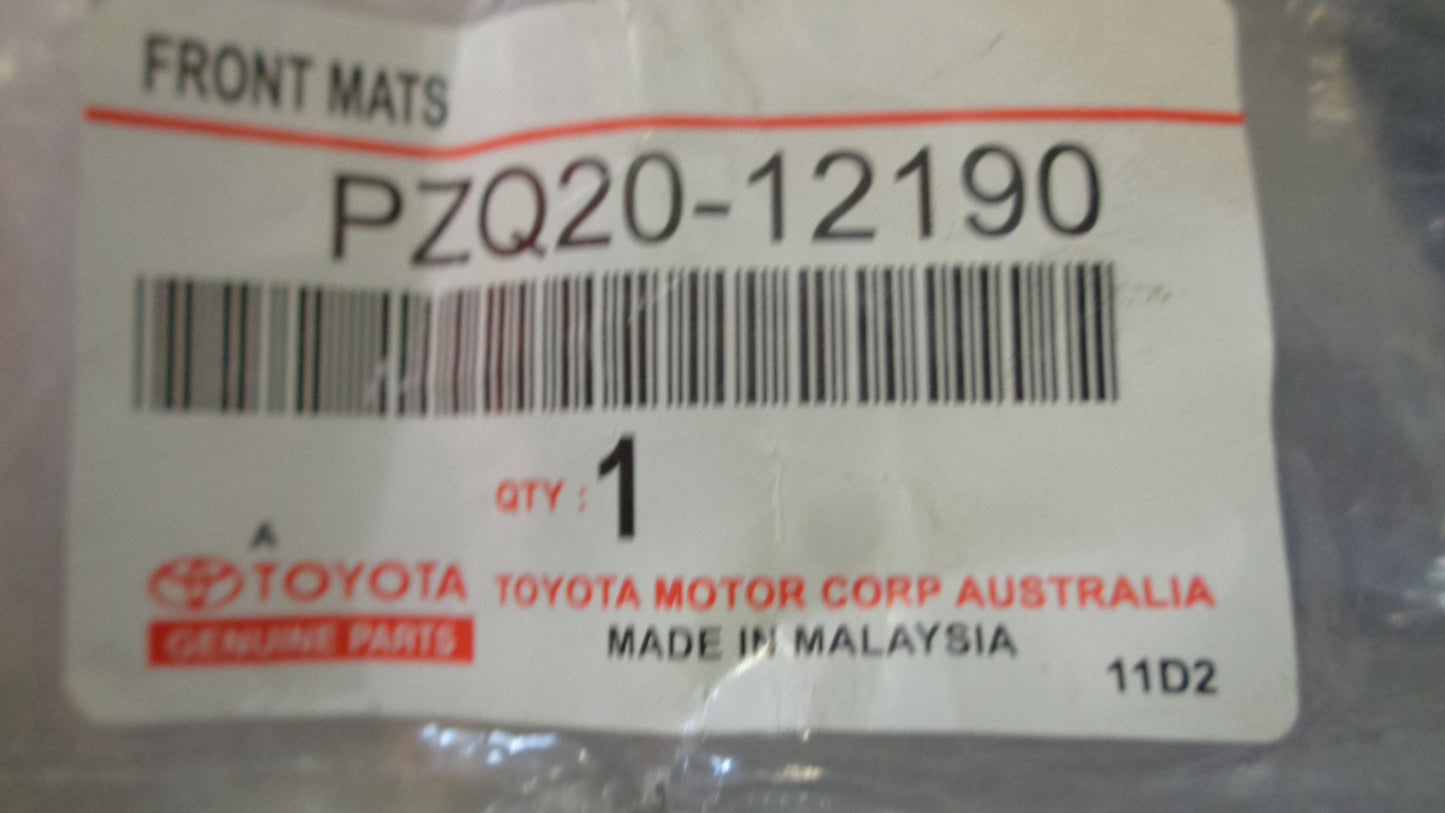 FRONT MATS
PZQ20-12190
QTY : 1
A
TOYOTA TOYOTA MOTOR CORP AUSTRALIA
GENUINE PARTS MADE IN MALAYSIA
11D2